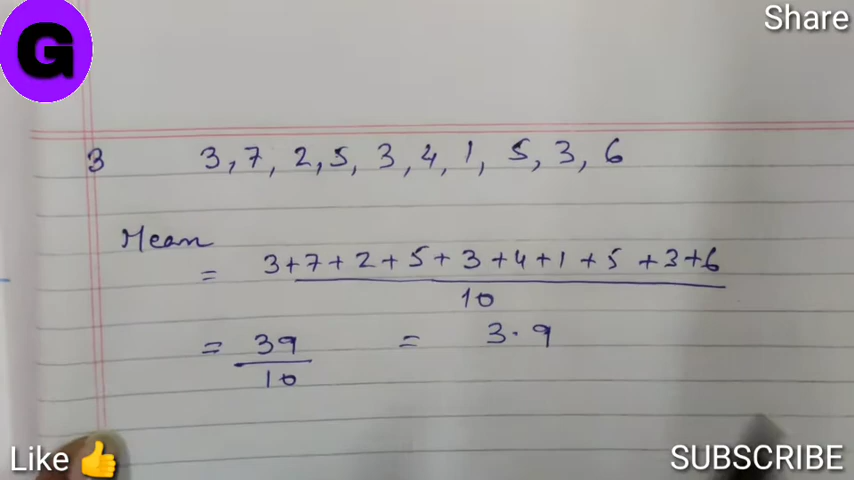 G
Share
3 3, 7, 2, 5, 3, 4, 1, 5, 3, 6
Mean
= 3+7+2+5+3+4+1+5+3+6
10
= 39 = 3.9
10
Like 👍
SUBSCRIBE